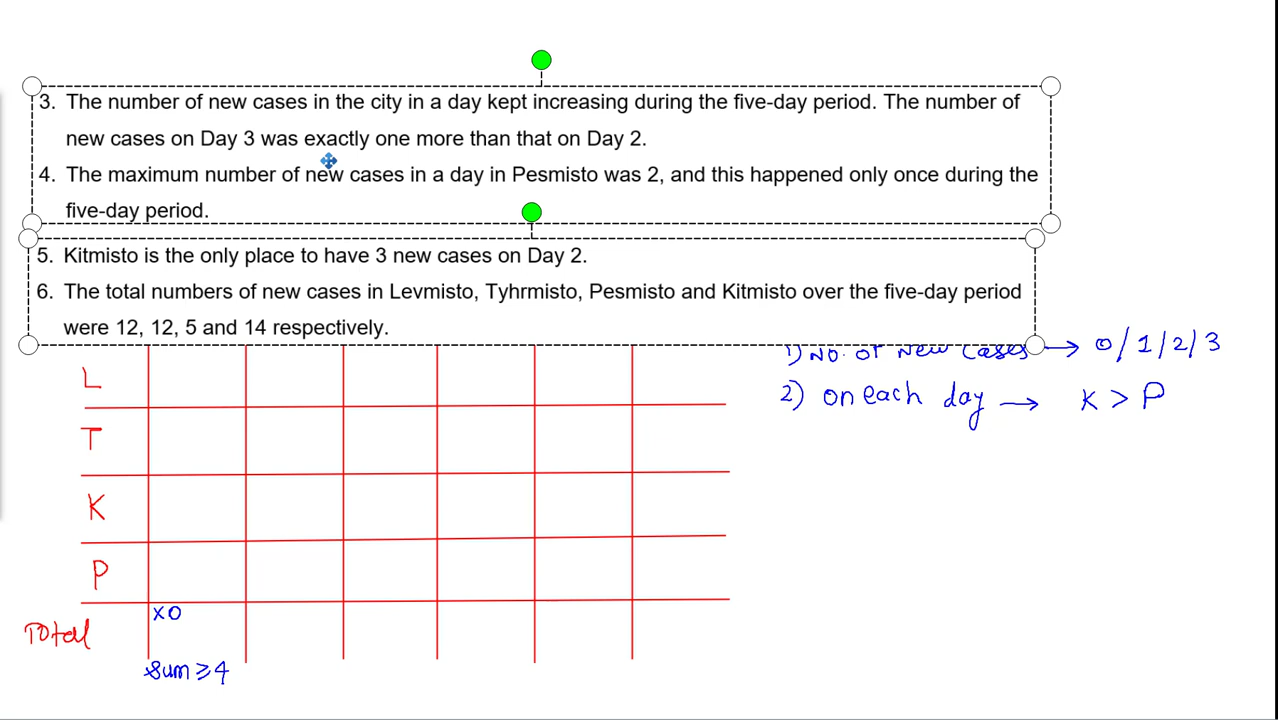 3. The number of new cases in the city in a day kept increasing during the five-day period. The number of
new cases on Day 3 was exactly one more than that on Day 2.
4. The maximum number of new cases in a day in Pesmisto was 2, and this happened only once during the
five-day period.
5. Kitmisto is the only place to have 3 new cases on Day 2.
6. The total numbers of new cases in Levmisto, Tyhrmisto, Pesmisto and Kitmisto over the five-day period
were 12, 12, 5 and 14 respectively.
1) No. of New Cases → 0/1/2/3
L
2) on each day → K > P
T
K
P
x0
Total
Sum ≥ 4